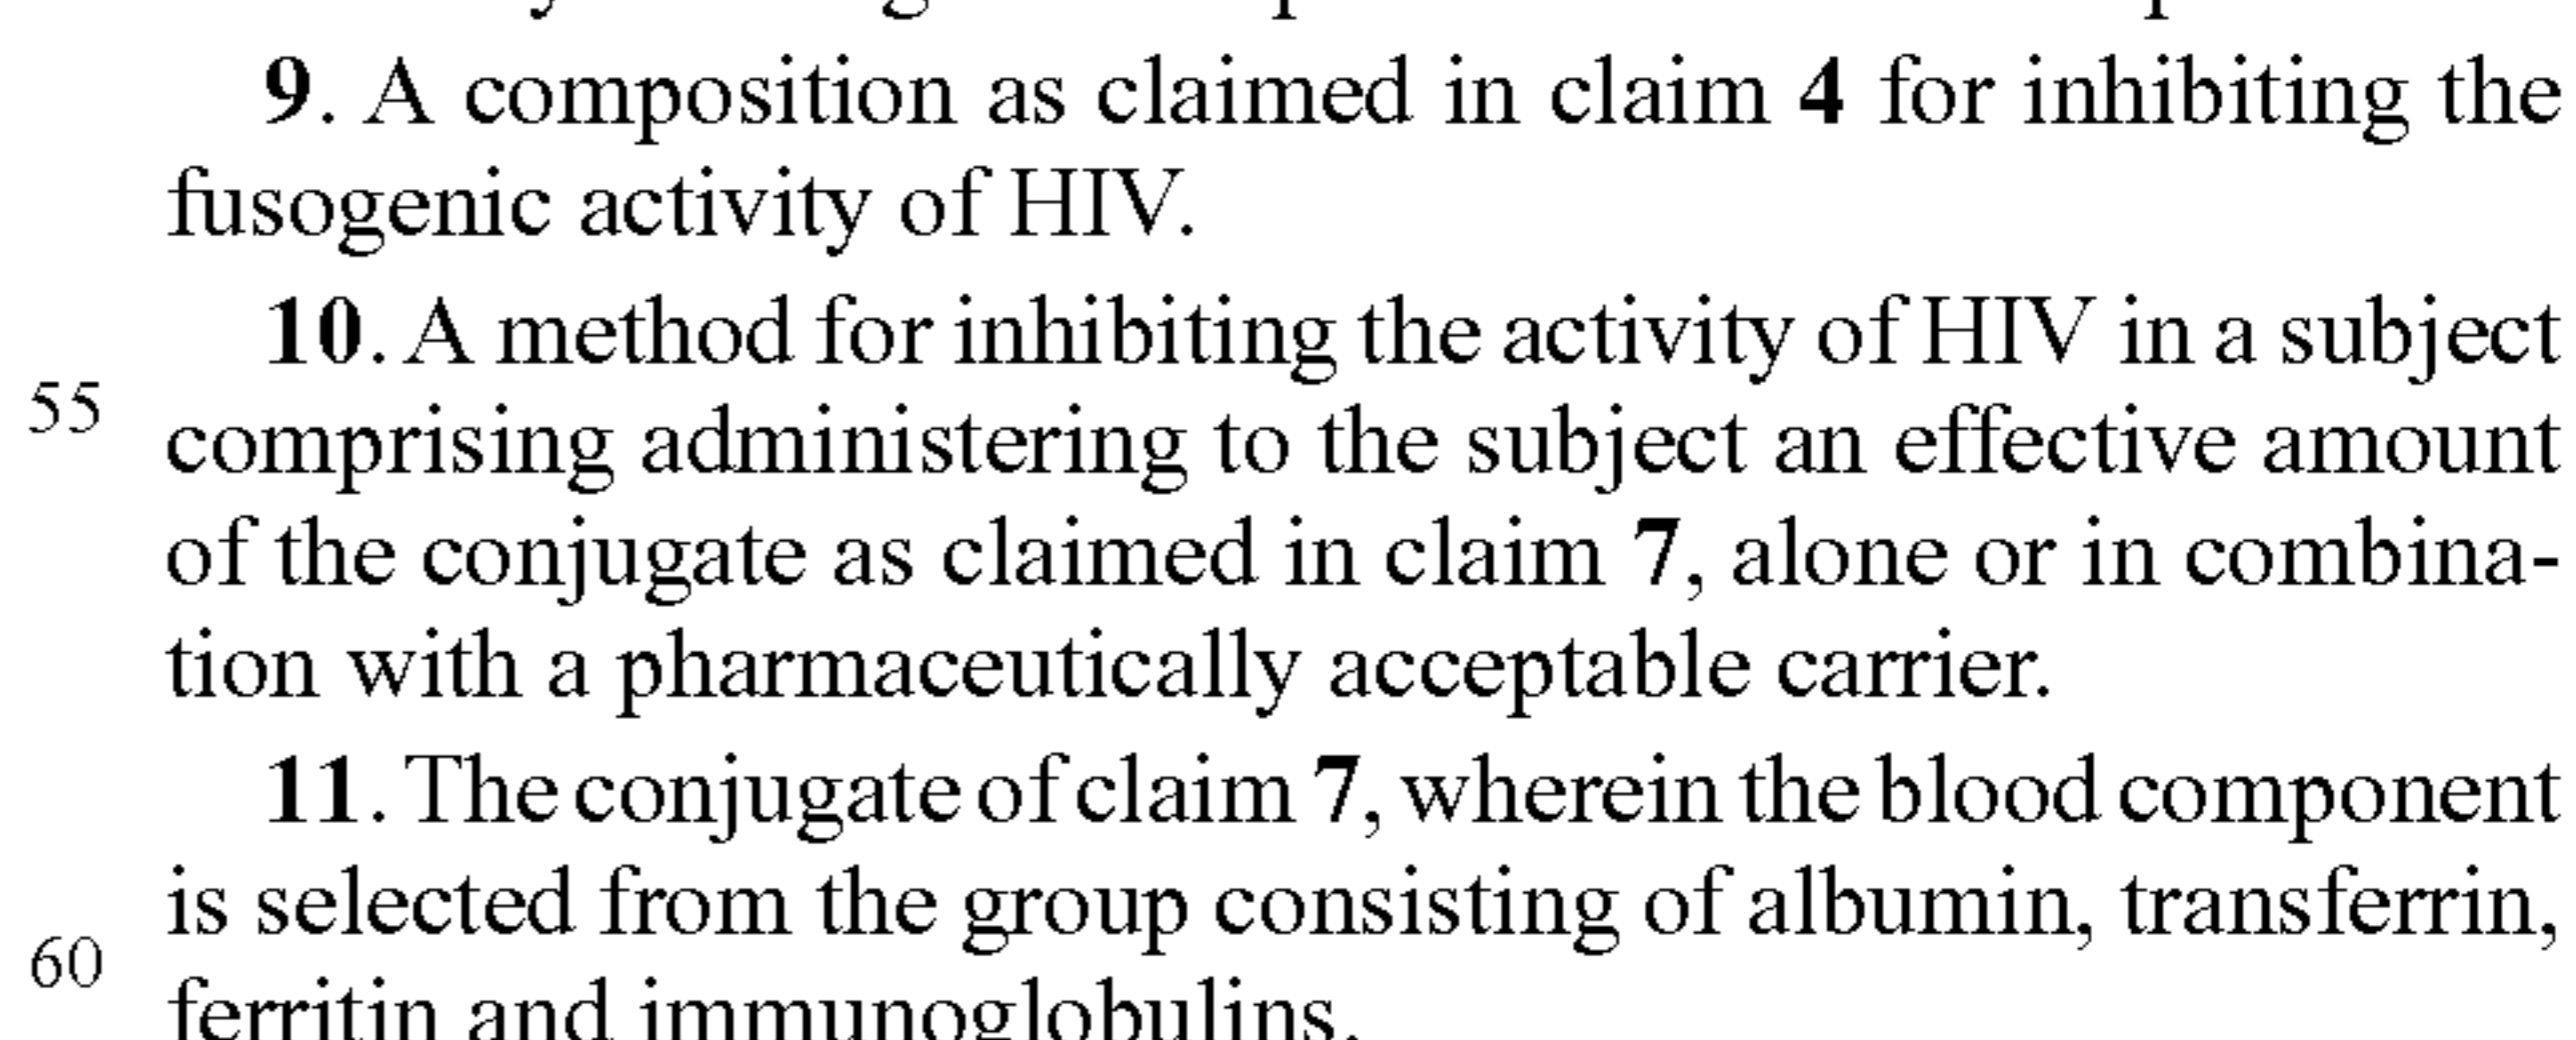 9. A composition as claimed in claim 4 for inhibiting the
fusogenic activity of HIV.
10. A method for inhibiting the activity of HIV in a subject
55
comprising administering to the subject an effective amount
of the conjugate as claimed in claim 7, alone or in combina-
tion with a pharmaceutically acceptable carrier.
11. The conjugate of claim 7, wherein the blood component
is selected from the group consisting of albumin, transferrin,
60
ferritin and immunoglobulins.